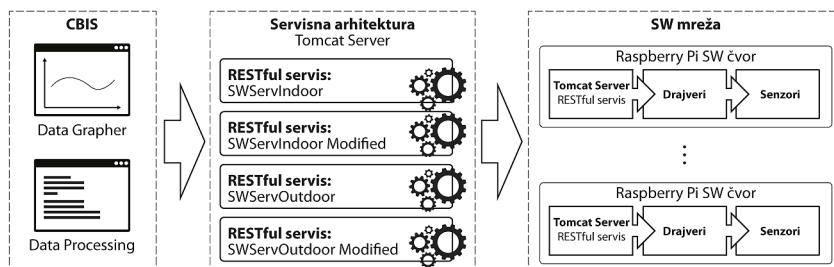 CBIS
Data Grapher
Data Processing
Servisna arhitektura
Tomcat Server
RESTful servis:
SWServIndoor
RESTful servis:
SWServIndoor Modified
RESTful servis:
SWServOutdoor
RESTful servis:
SWServOutdoor Modified
SW mreža
Raspberry Pi SW čvor
Tomcat Server
RESTful servis
Drajveri
Senzori
Raspberry Pi SW čvor
Tomcat Server
RESTful servis
Drajveri
Senzori